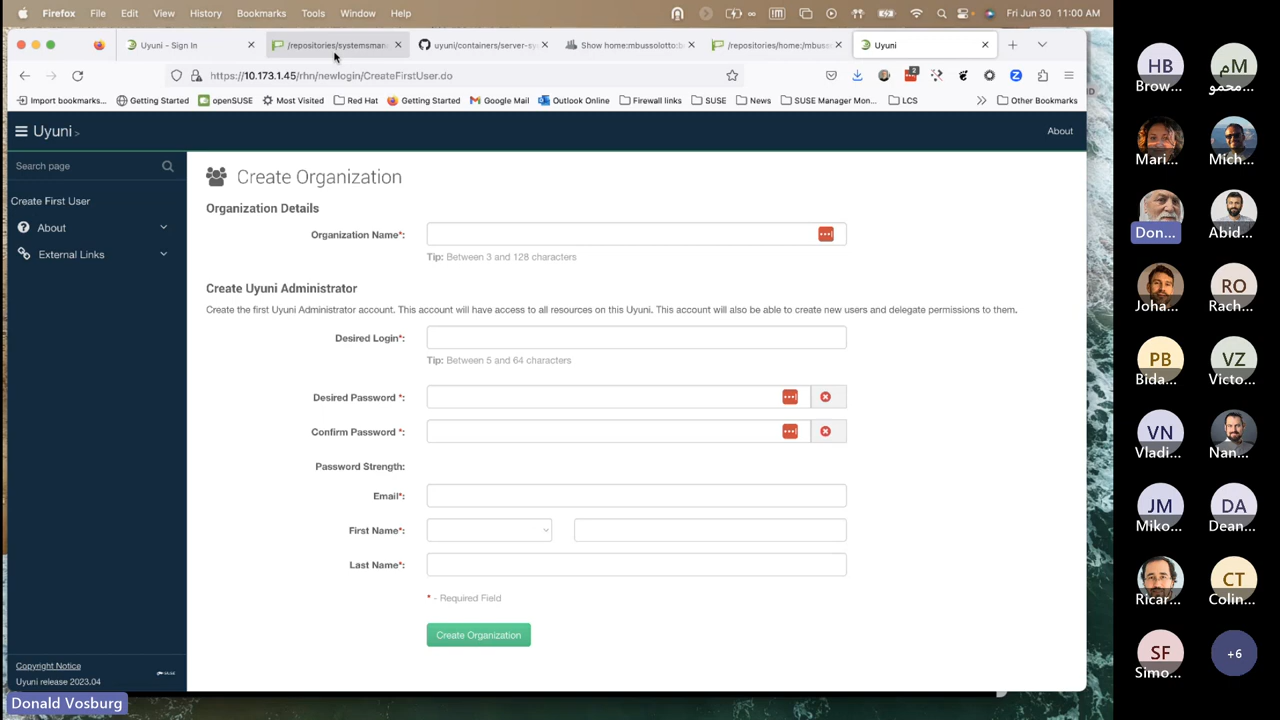 Firefox File Edit View History Bookmarks Tools Window Help Fri Jun 30 11:00 AM
Uyuni - Sign In /repositories/systemsman uyuni/containers/server-sy Show home:mbussolotto: /repositories/home:mbuss Uyuni
https://10.173.1.45/rhn/newlogin/CreateFirstUser.do 2
Import bookmarks... Getting Started openSUSE Most Visited Red Hat Getting Started Google Mail Outlook Online Firewall links SUSE News SUSE Manager Mon... LCS Other Bookmarks
Uyuni > About
Search page
Create First User
About
External Links
Create Organization
Organization Details
Organization Name*:
Tip: Between 3 and 128 characters
Create Uyuni Administrator
Create the first Uyuni Administrator account. This account will have access to all resources on this Uyuni. This account will also be able to create new users and delegate permissions to them.
Desired Login*:
Tip: Between 5 and 64 characters
Desired Password *:
Confirm Password *:
Password Strength:
Email*:
First Name*:
Last Name*:
* - Required Field
Create Organization
Copyright Notice
Uyuni release 2023.04
SUSE
Donald Vosburg
HB
Brow...
مم
محمو...
Mari...
Mich...
Don...
Abid...
Joha...
RO
Rach...
PB
Bida...
VZ
Victo...
VN
Vladi...
Nan...
JM
Miko...
DA
Dean...
Ricar...
CT
Colin...
SF
Simo...
+6